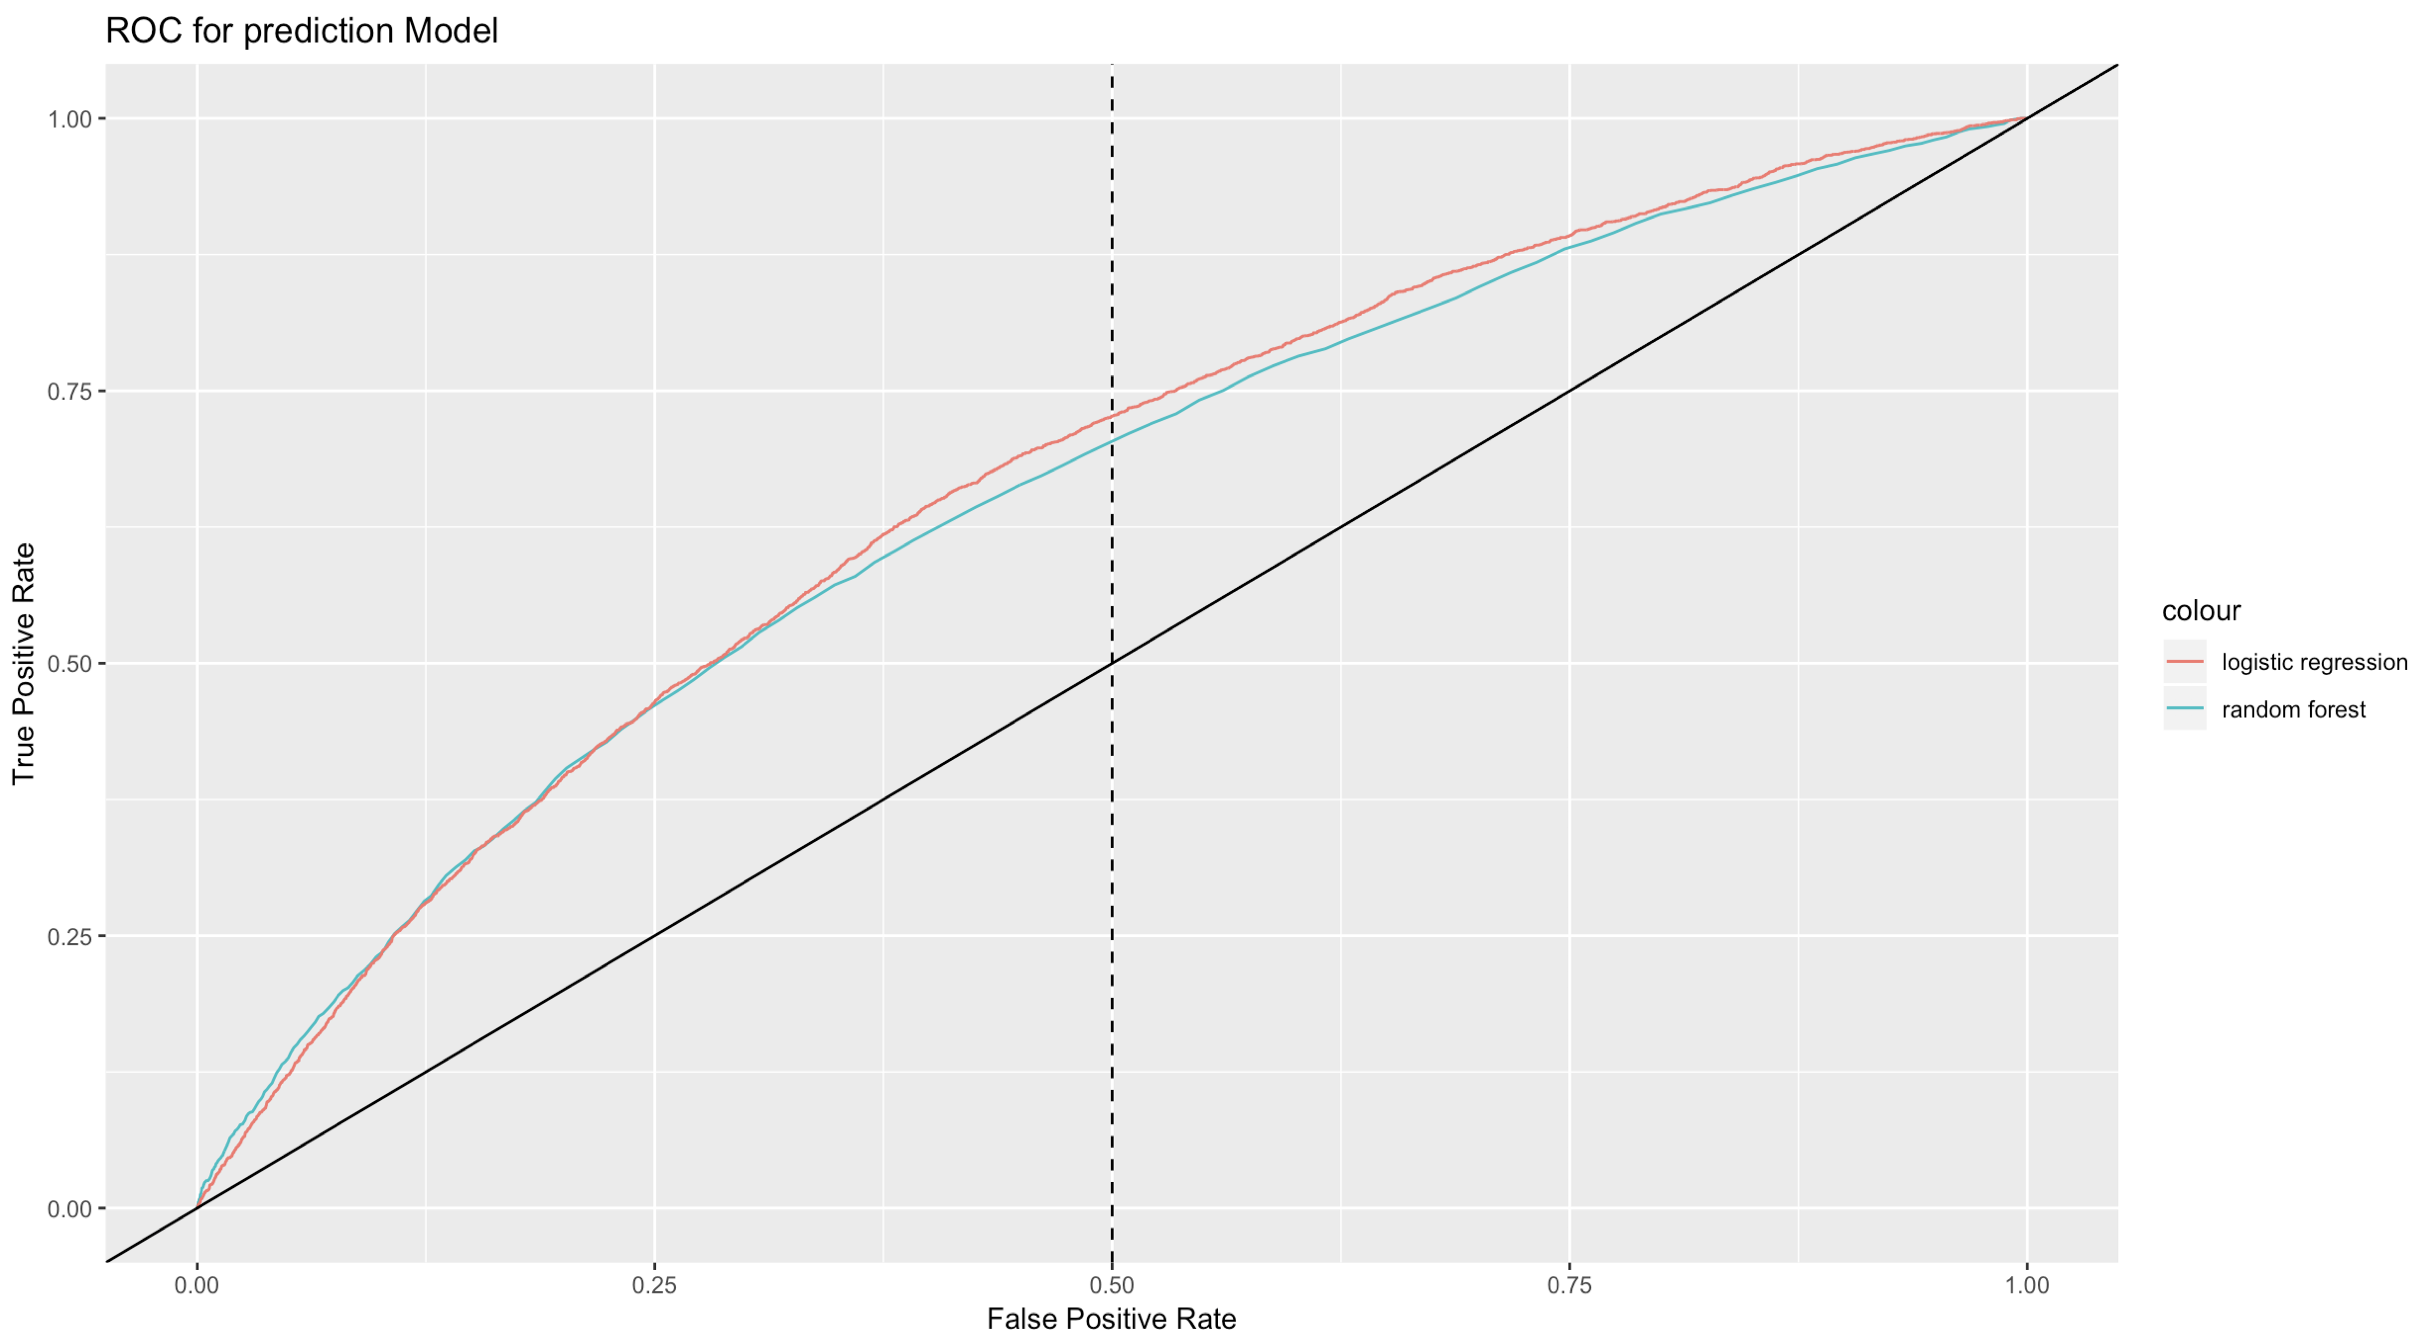 ROC for prediction Model
True Positive Rate
1.00
0.75
0.50
0.25
0.00
0.00 0.25 0.50 0.75 1.00
False Positive Rate
colour
logistic regression
random forest